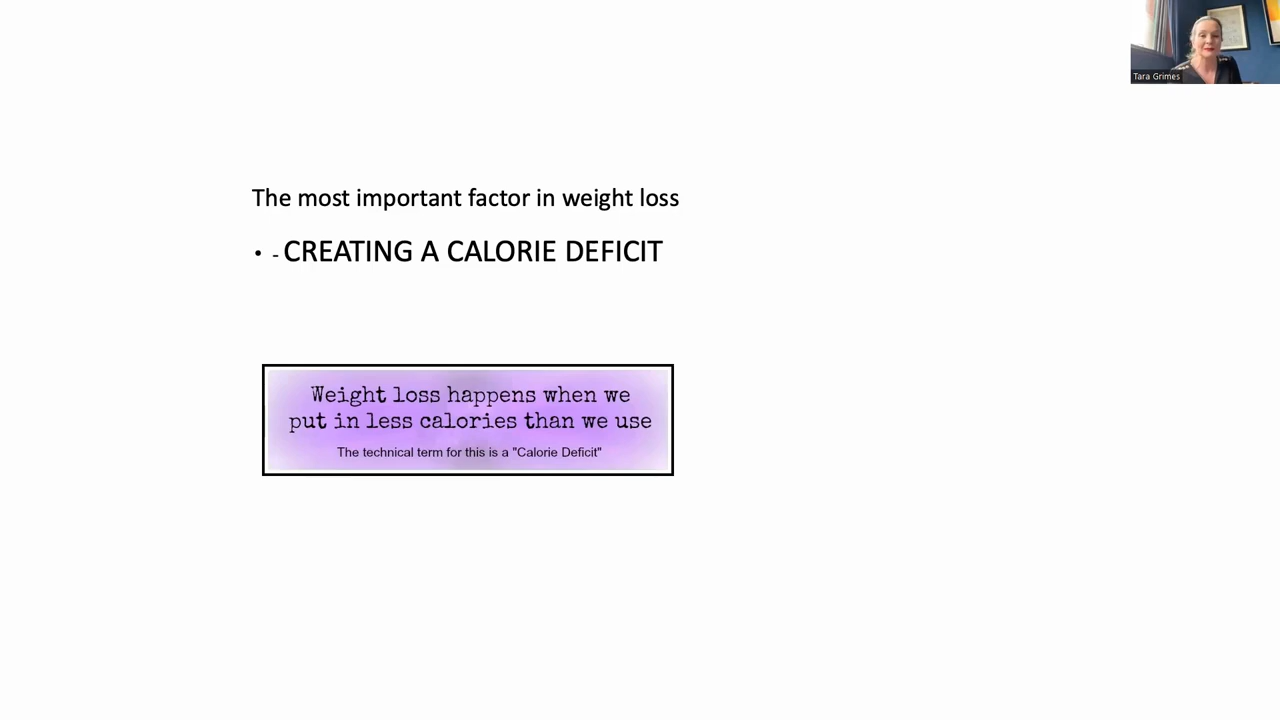 Tara Grimes
The most important factor in weight loss
• - CREATING A CALORIE DEFICIT
Weight loss happens when we
put in less calories than we use
The technical term for this is a "Calorie Deficit"